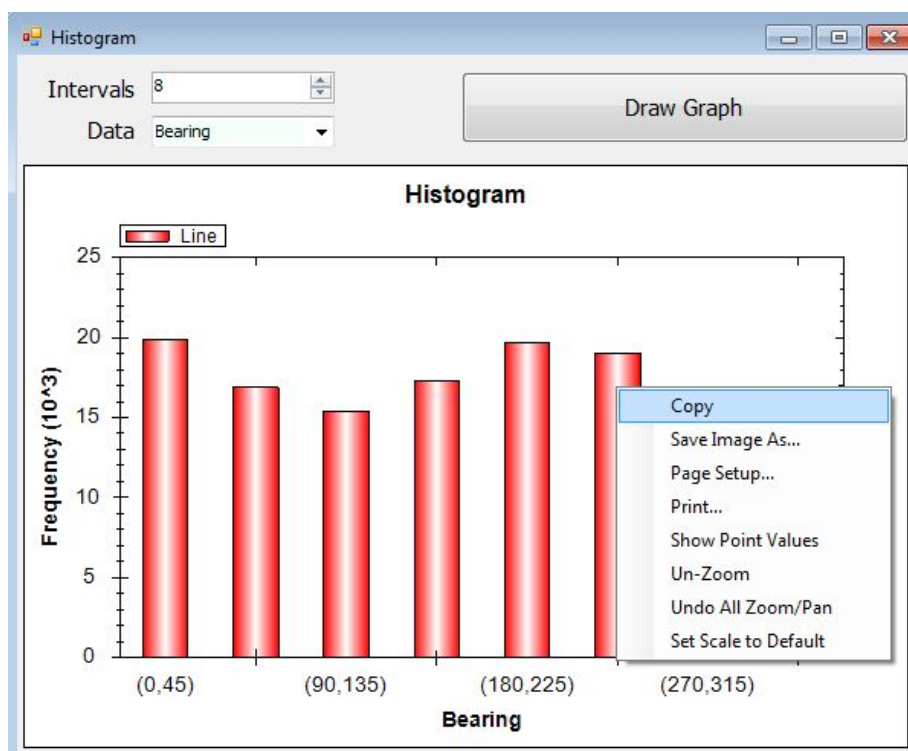 Histogram
Intervals 8
Data Bearing
Draw Graph
Histogram
Line
25
20
15
10
5
0
Frequency (10^3)
(0,45) (90,135) (180,225) (270,315)
Bearing
Copy
Save Image As...
Page Setup...
Print...
Show Point Values
Un-Zoom
Undo All Zoom/Pan
Set Scale to Default